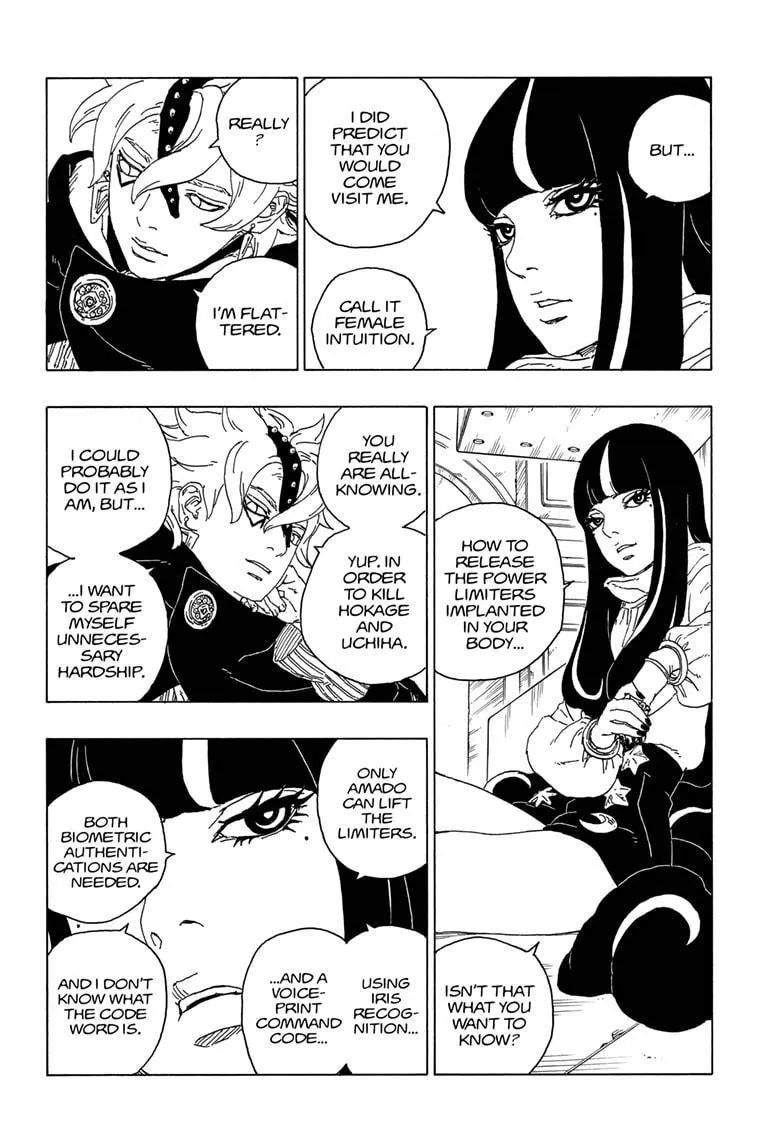 BUT...
I DID
PREDICT
THAT YOU
WOULD
COME
VISIT ME.
CALL IT
FEMALE
INTUITION.
REALLY
?
I'M FLAT-
TERED.
HOW TO
RELEASE
THE POWER
LIMITERS
IMPLANTED
IN YOUR
BODY...
ISN'T THAT
WHAT YOU
WANT TO
KNOW?
YOU
REALLY
ARE ALL-
KNOWING.
YUP. IN
ORDER
TO KILL
HOKAGE
AND
UCHIHA.
I COULD
PROBABLY
DO IT AS I
AM, BUT...
...I WANT
TO SPARE
MYSELF
UNNECES-
SARY
HARDSHIP.
ONLY
AMADO
CAN LIFT
THE
LIMITERS.
USING
IRIS
RECOG-
NITION...
...AND A
VOICE-
PRINT
COMMAND
CODE...
BOTH
BIOMETRIC
AUTHENTI-
CATIONS ARE
NEEDED.
AND I DON'T
KNOW WHAT
THE CODE
WORD IS.